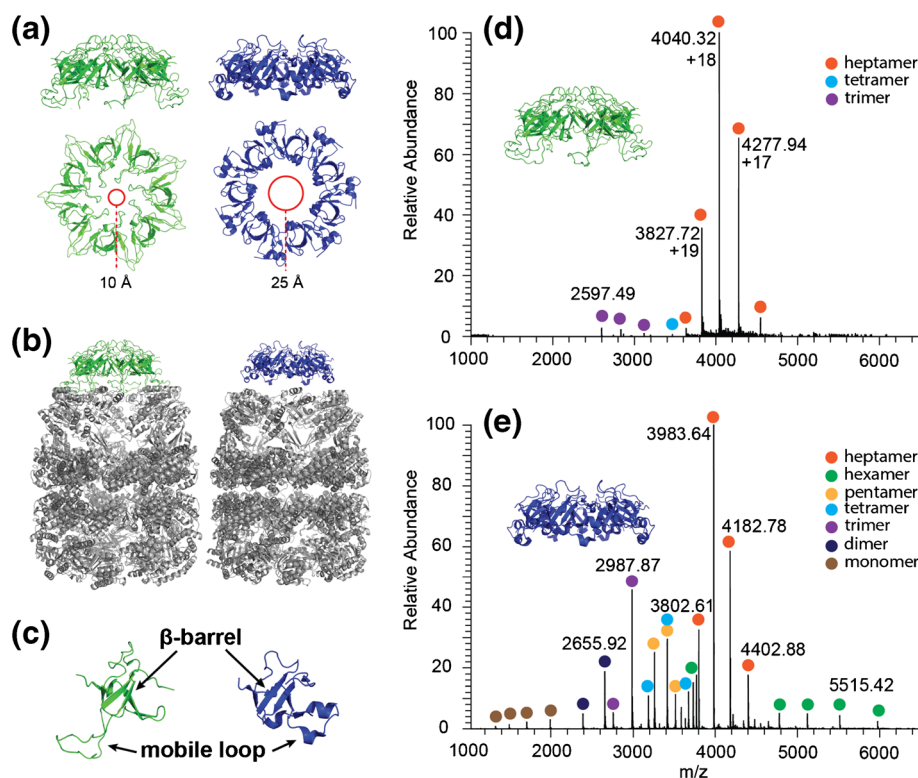 (a)
10 Å
25 Å
(b)
(c)
β-barrel
mobile loop
(d)
Relative Abundance
100
80
60
40
20
0
1000 2000 3000 4000 5000 6000
4040.32
+18
4277.94
+17
3827.72
+19
2597.49
heptamer
tetramer
trimer
(e)
Relative Abundance
100
80
60
40
20
0
1000 2000 3000 4000 5000 6000
m/z
3983.64
4182.78
2987.87
3802.61
2655.92
4402.88
5515.42
heptamer
hexamer
pentamer
tetramer
trimer
dimer
monomer